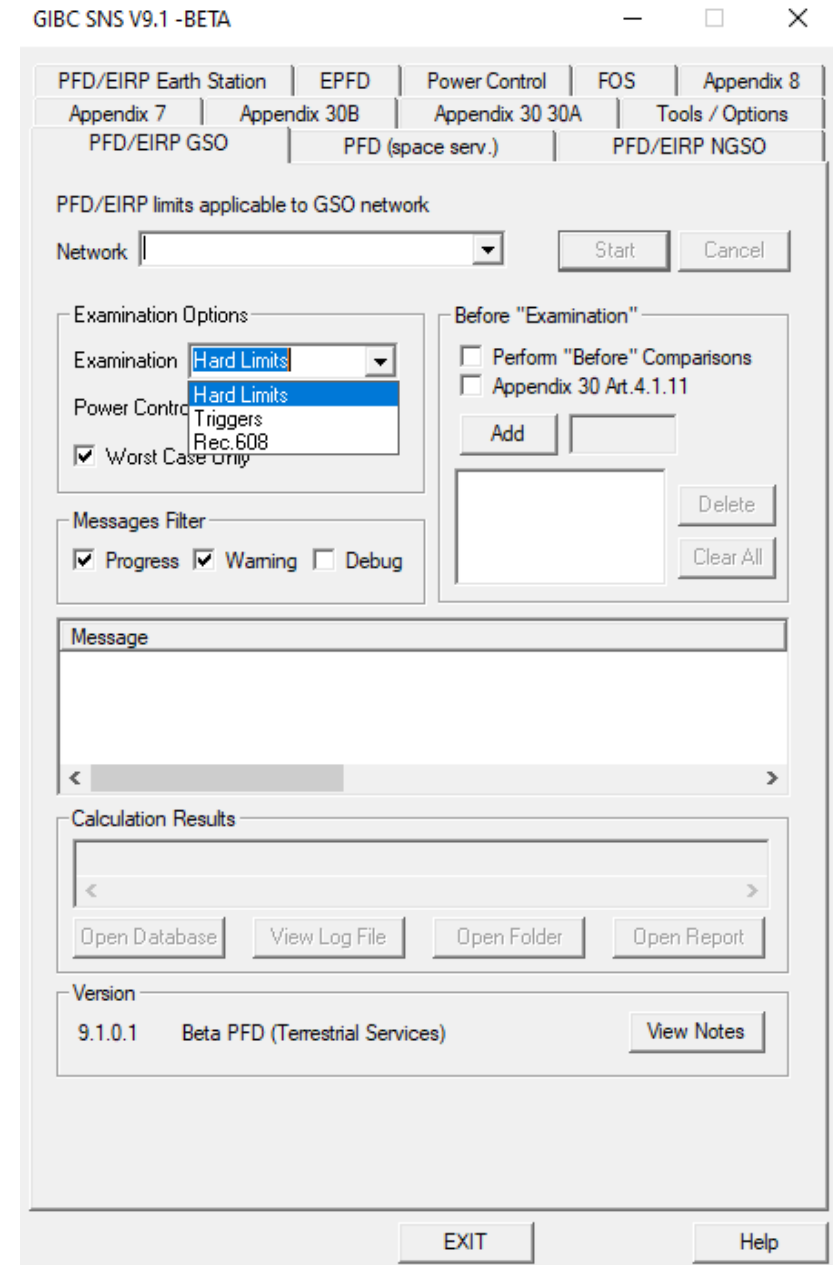 GIBC SNS V9.1 -BETA
PFD/EIRP Earth Station EPFD Power Control FOS Appendix 8
Appendix 7 Appendix 30B Appendix 30 30A Tools / Options
PFD/EIRP GSO PFD (space serv.) PFD/EIRP NGSO
PFD/EIRP limits applicable to GSO network
Network Start Cancel
Examination Options
Examination Hard Limits
Hard Limits
Triggers
Rec.608
Power
Worst Case Only
Before "Examination"
Perform "Before" Comparisons
Appendix 30 Art.4.1.11
Add
Delete
Clear All
Messages Filter
Progress Warning Debug
Message
Calculation Results
Open Database View Log File Open Folder Open Report
Version
9.1.0.1 Beta PFD (Terrestrial Services) View Notes
EXIT Help